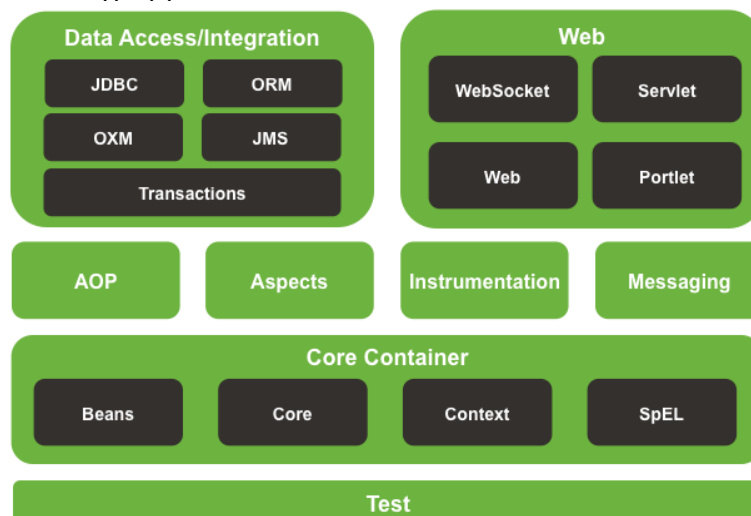 Data Access/Integration
JDBC
ORM
OXM
JMS
Transactions
Web
WebSocket
Servlet
Web
Portlet
AOP
Aspects
Instrumentation
Messaging
Core Container
Beans
Core
Context
SpEL
Test